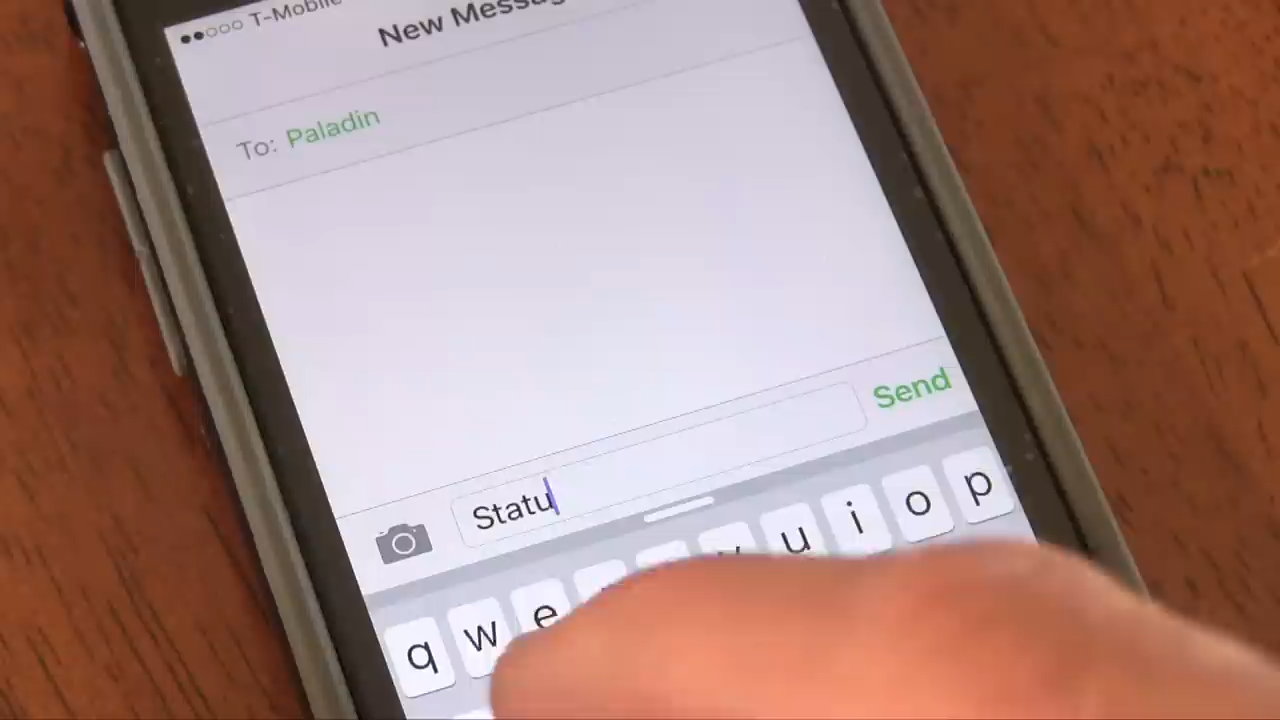 T-Mobile
New Messag
To: Paladin
Send
Statu
q w e u i o p